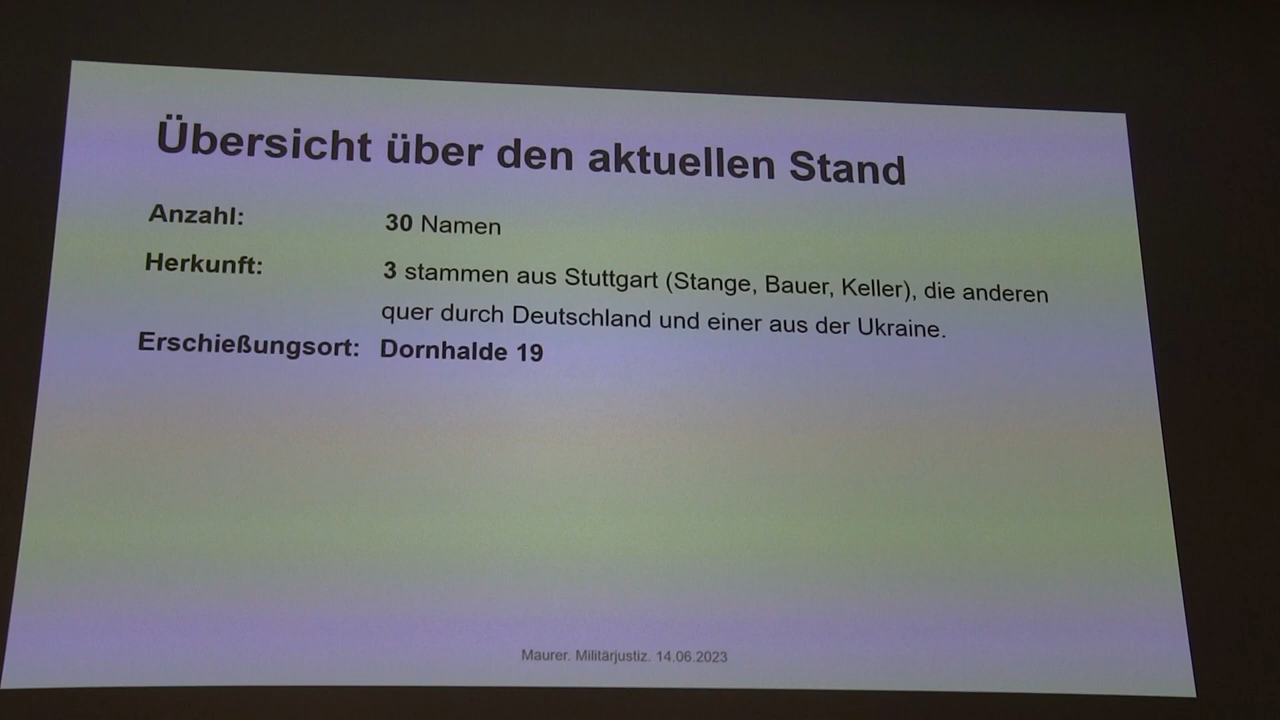 Übersicht über den aktuellen Stand
Anzahl: 30 Namen
Herkunft: 3 stammen aus Stuttgart (Stange, Bauer, Keller), die anderen
quer durch Deutschland und einer aus der Ukraine.
Erschießungsort: Dornhalde 19
Maurer. Militärjustiz. 14.06.2023